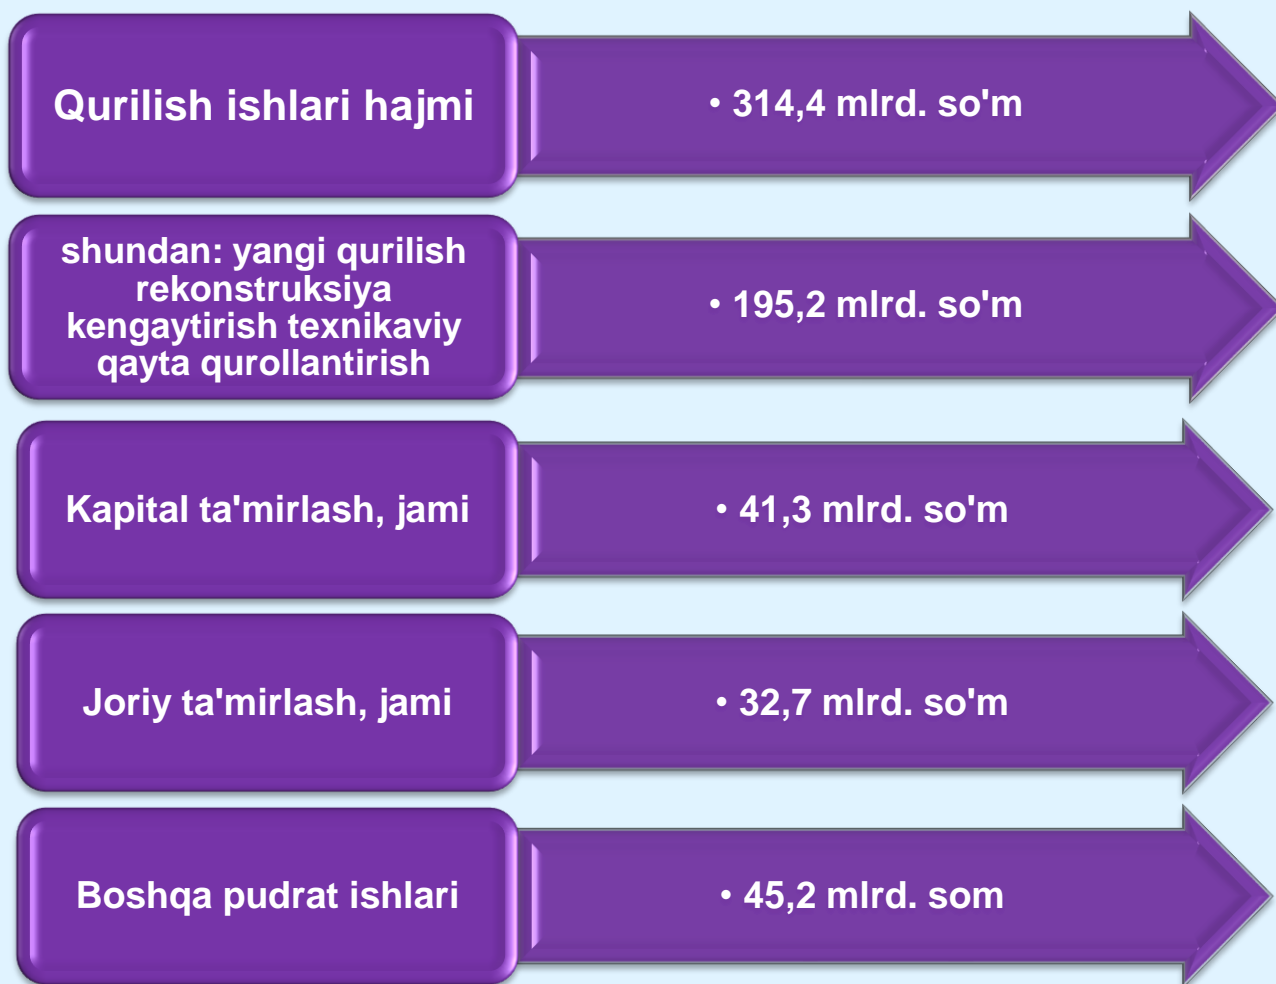 Qurilish ishlari hajmi
• 314,4 mlrd. so'm
shundan: yangi qurilish
rekonstruksiya
kengaytirish texnikaviy
qayta qurollantirish
• 195,2 mlrd. so'm
Kapital ta'mirlash, jami
• 41,3 mlrd. so'm
Joriy ta'mirlash, jami
• 32,7 mlrd. so'm
Boshqa pudrat ishlari
• 45,2 mlrd. som